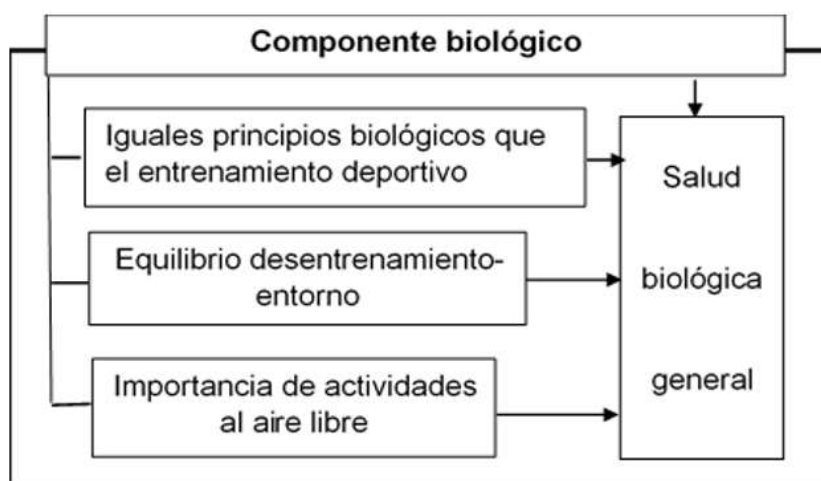 Componente biológico
Iguales principios biológicos que
el entrenamiento deportivo
Equilibrio desentrenamiento-
entorno
Importancia de actividades
al aire libre
Salud
biológica
general